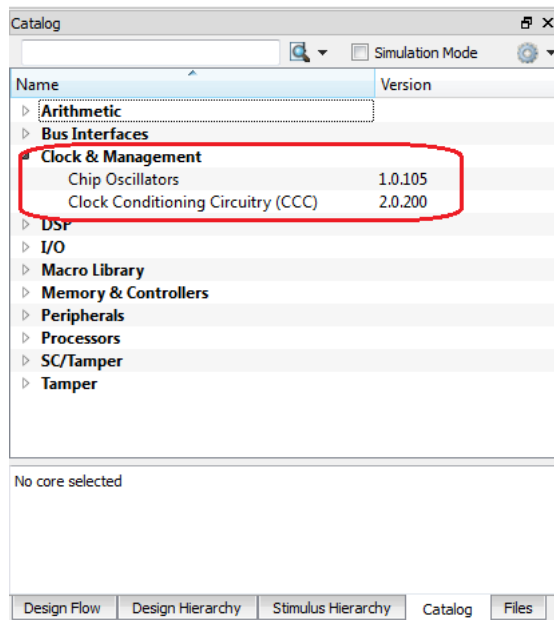 Catalog
Simulation Mode
Name Version
Arithmetic
Bus Interfaces
Clock & Management
Chip Oscillators 1.0.105
Clock Conditioning Circuitry (CCC) 2.0.200
DSP
I/O
Macro Library
Memory & Controllers
Peripherals
Processors
SC/Tamper
Tamper
No core selected
Design Flow Design Hierarchy Stimulus Hierarchy Catalog Files